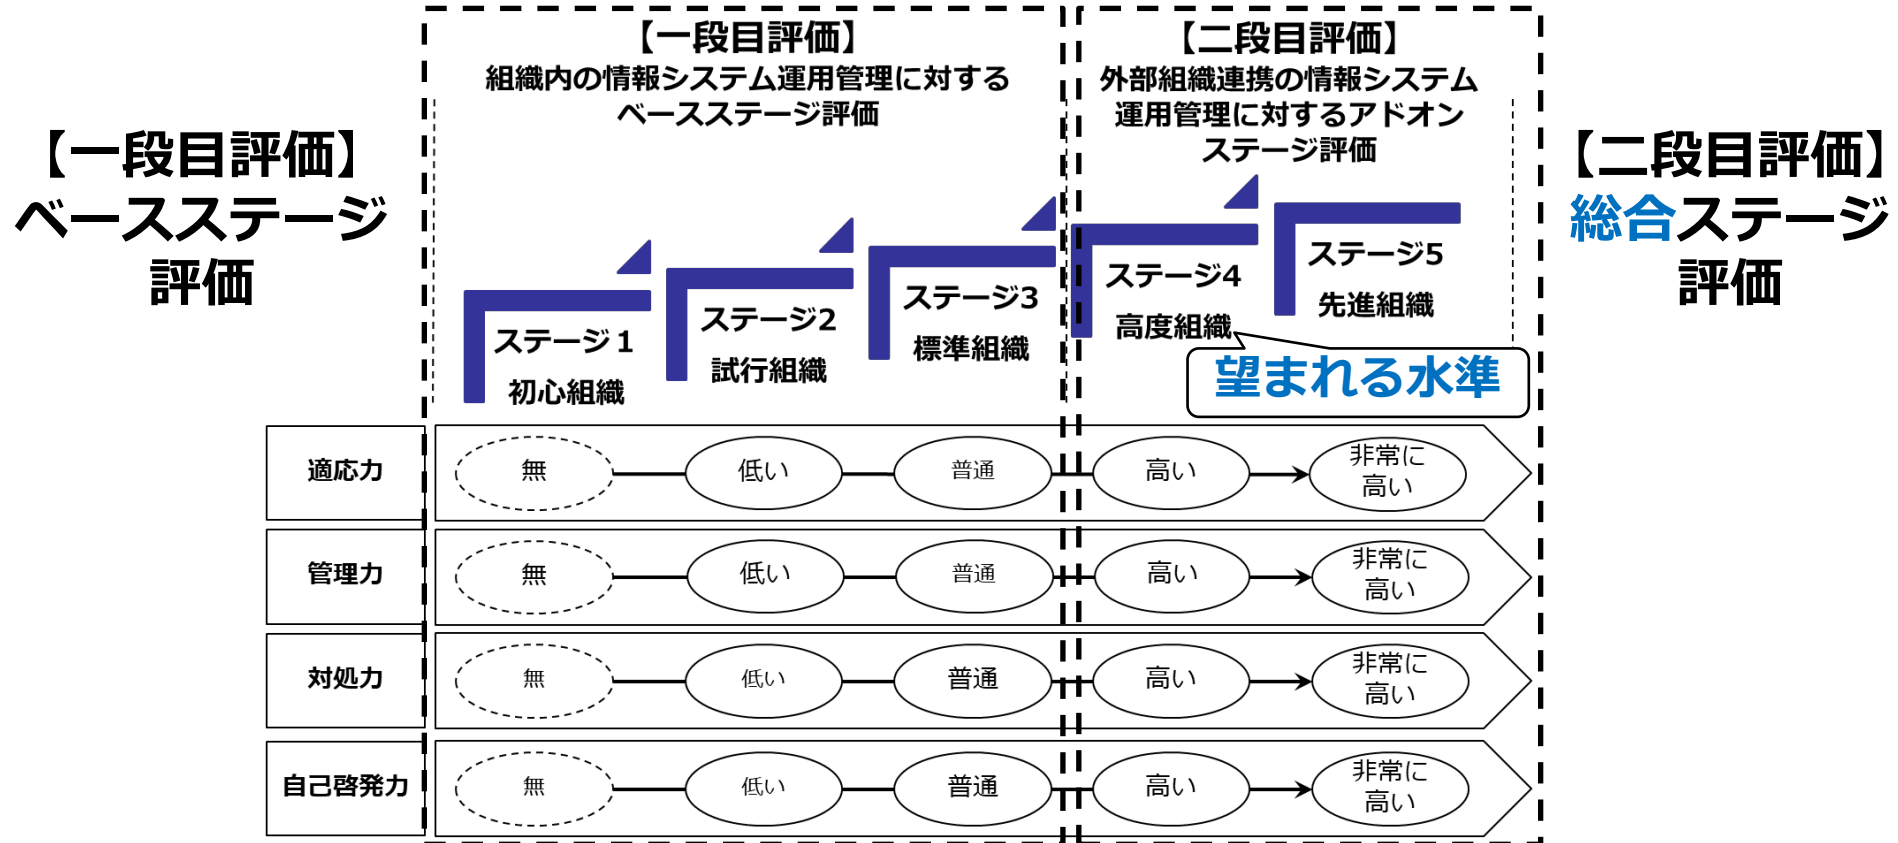 【一段目評価】
ベースステージ
評価
【一段目評価】
組織内の情報システム運用管理に対する
ベースステージ評価
【二段目評価】
外部組織連携の情報システム
運用管理に対するアドオン
ステージ評価
【二段目評価】
総合ステージ
評価
ステージ１
初心組織
ステージ2
試行組織
ステージ3
標準組織
ステージ4
高度組織
ステージ5
先進組織
望まれる水準
適応力
無
低い
普通
高い
非常に
高い
管理力
無
低い
普通
高い
非常に
高い
対処力
無
低い
普通
高い
非常に
高い
自己啓発力
無
低い
普通
高い
非常に
高い